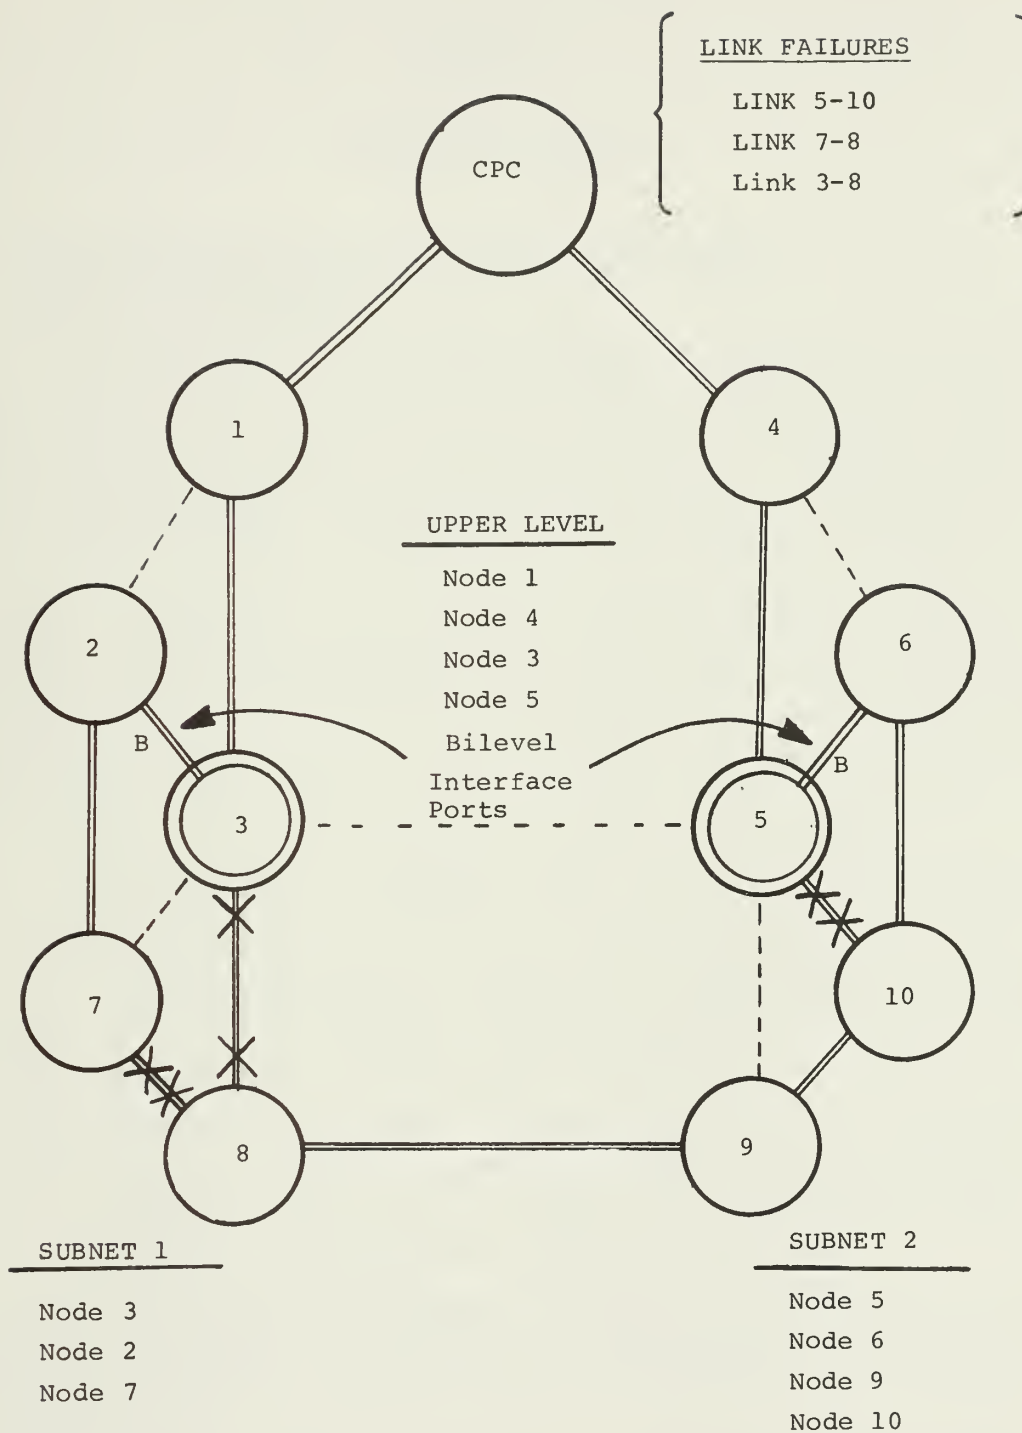 LINK FAILURES
LINK 5-10
LINK 7-8
Link 3-8
CPC
1
4
UPPER LEVEL
Node 1
Node 4
Node 3
Node 5
Bilevel
Interface
Ports
2
6
B
B
3
5
7
10
8
9
SUBNET 1
Node 3
Node 2
Node 7
SUBNET 2
Node 5
Node 6
Node 9
Node 10